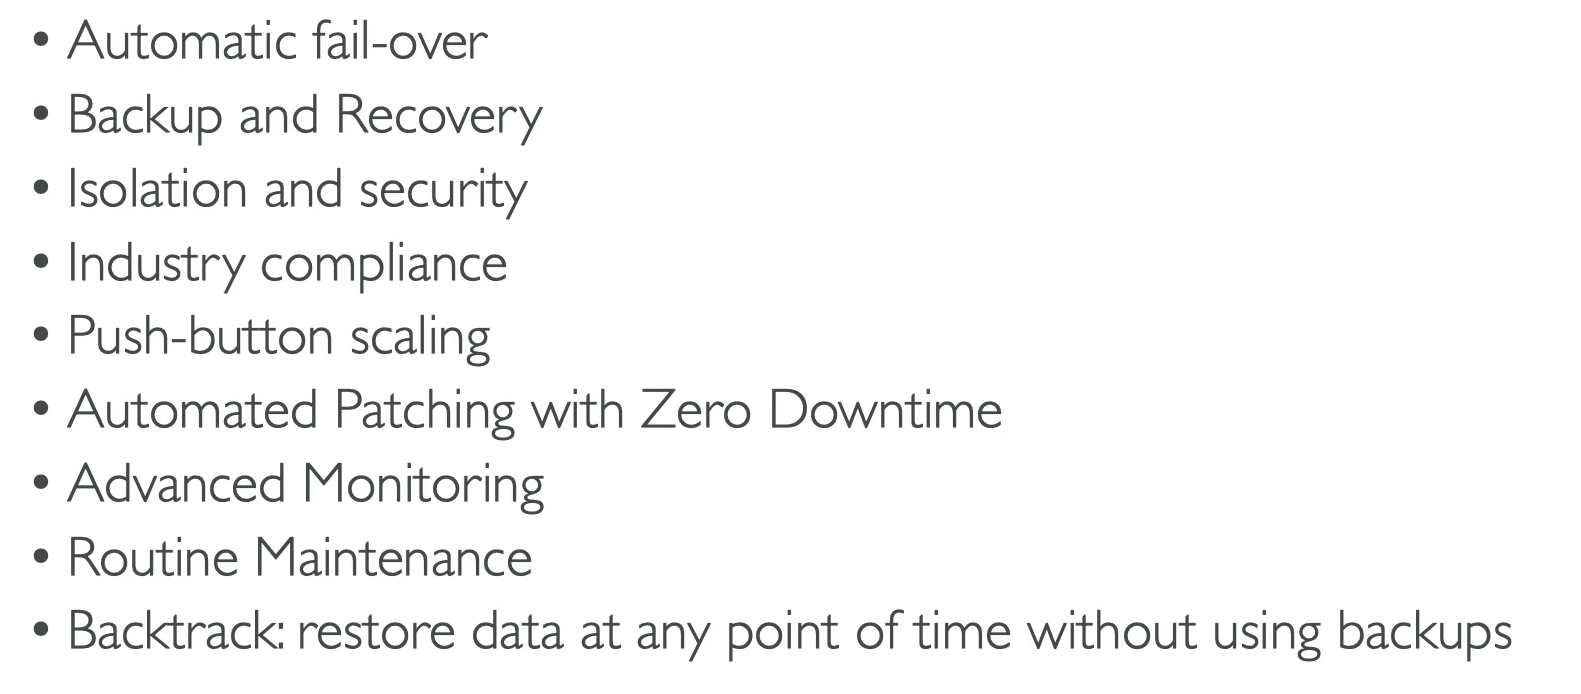 • Automatic fail-over
• Backup and Recovery
• Isolation and security
• Industry compliance
• Push-button scaling
• Automated Patching with Zero Downtime
• Advanced Monitoring
• Routine Maintenance
• Backtrack: restore data at any point of time without using backups